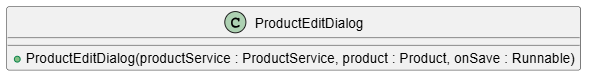 C ProductEditDialog
ProductEditDialog(productService : ProductService, product : Product, onSave : Runnable)